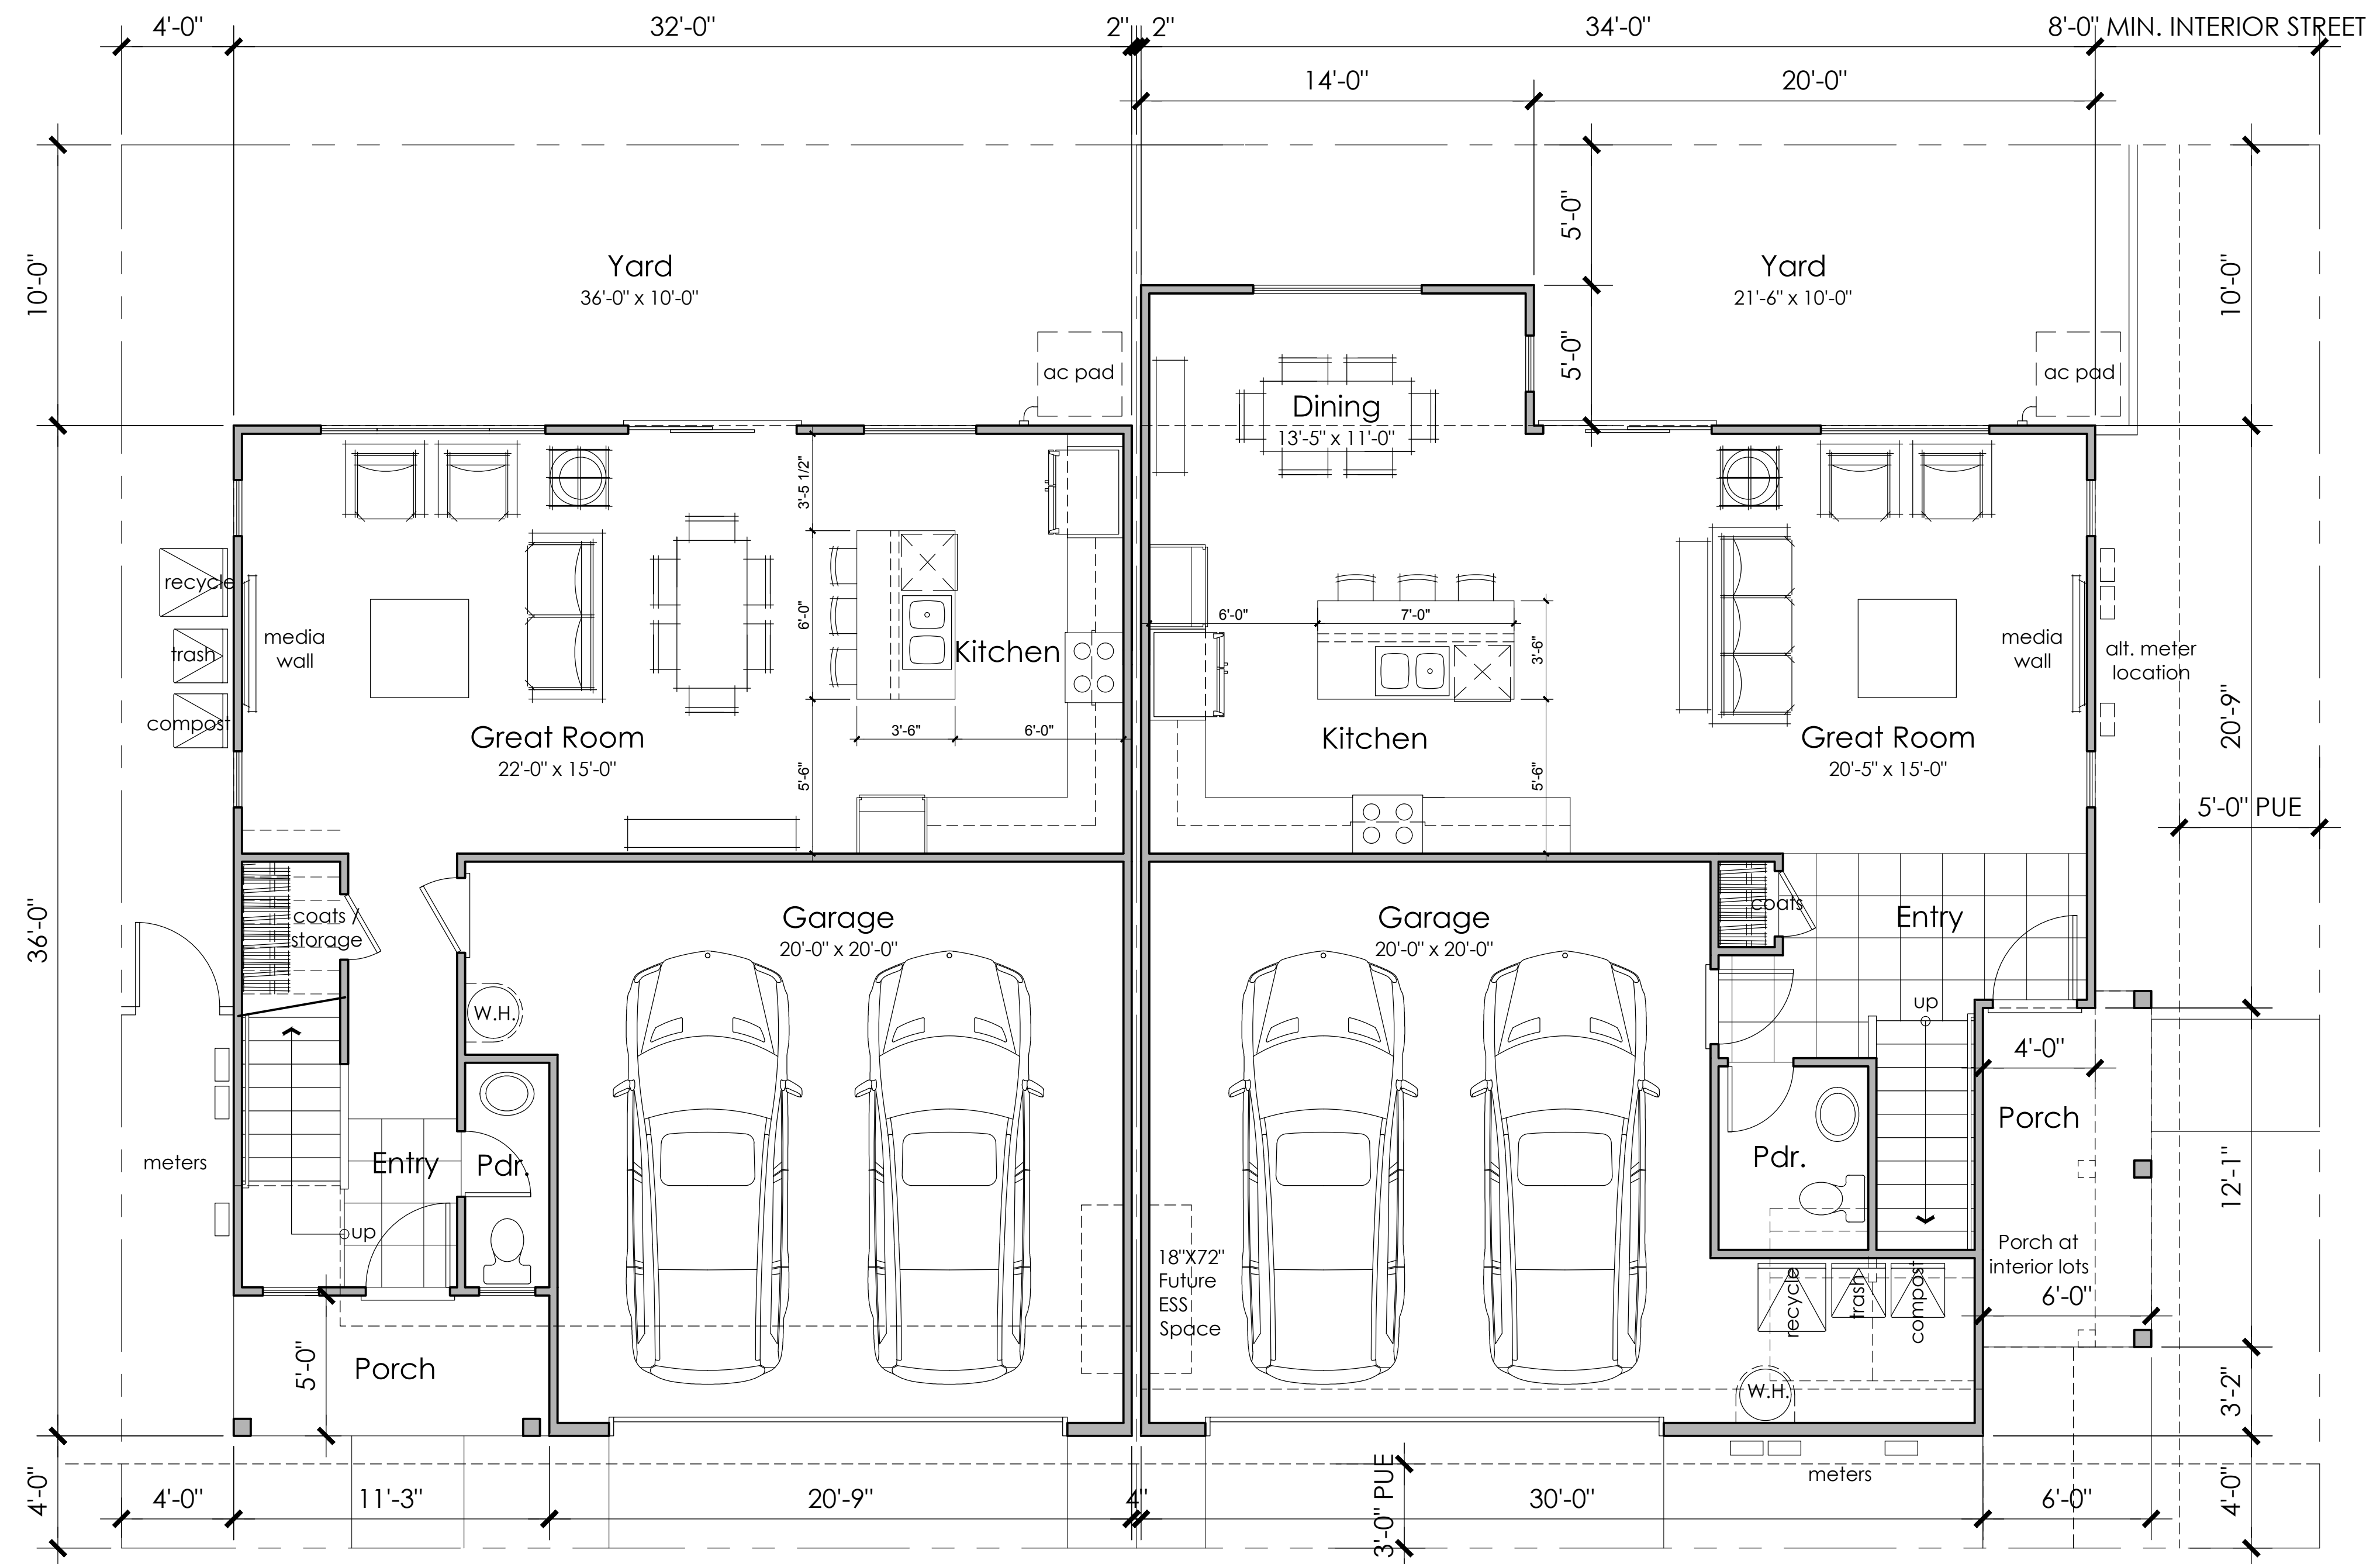 4'-0"
32'-0"
2"
2"
34'-0"
8'-0" MIN. INTERIOR STREET
14'-0"
20'-0"
10'-0"
Yard
36'-0" x 10'-0"
ac pad
5'-0"
5'-0"
Yard
21'-6" x 10'-0"
ac pad
10'-0"
Dining
13'-5" x 11'-0"
3'-5 1/2"
6'-0"
5'-6"
recycle
trash
compost
media
wall
Great Room
22'-0" x 15'-0"
Kitchen
3'-6"
6'-0"
6'-0"
7'-0"
3'-6"
5'-6"
Kitchen
media
wall
Great Room
20'-5" x 15'-0"
alt. meter
location
20'-9"
5'-0" PUE
36'-0"
coats /
storage
Garage
20'-0" x 20'-0"
W.H.
Garage
20'-0" x 20'-0"
coats
Entry
up
4'-0"
meters
Entry
Pdr.
up
Pdr.
Porch
12'-1"
18"X72"
Future
ESS
Space
recycle
trash
compost
Porch at
interior lots
6'-0"
5'-0"
Porch
W.H.
3'-2"
meters
4'-0"
4'-0"
11'-3"
20'-9"
4"
3'-0" PUE
30'-0"
6'-0"
4'-0"